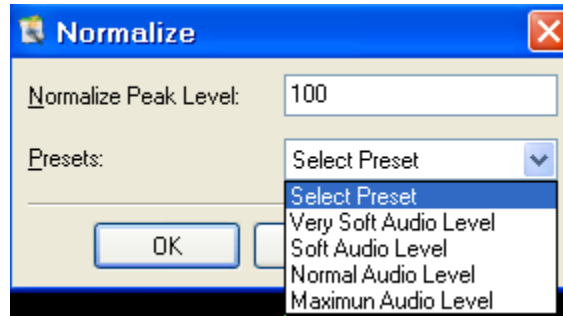 Normalize
Normalize Peak Level: 100
Presets: Select Preset
Select Preset
Very Soft Audio Level
Soft Audio Level
Normal Audio Level
Maximun Audio Level
OK